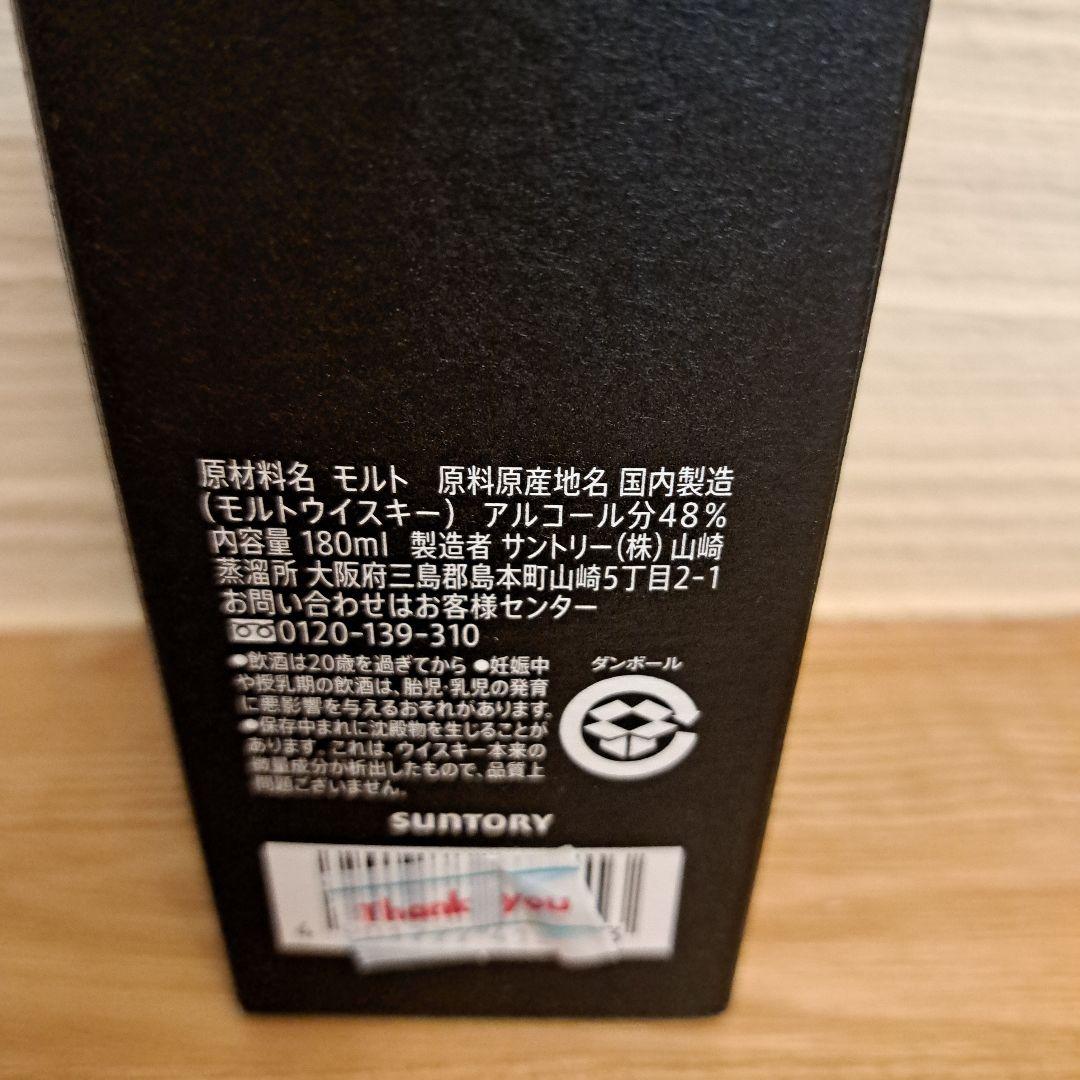 原材料名 モルト 原料原産地名 国内製造
(モルトウイスキー) アルコール分48%
内容量 180ml 製造者 サントリー(株) 山崎
蒸溜所 大阪府三島郡島本町山崎5丁目2-1
お問い合わせはお客様センター
0120-139-310
●飲酒は20歳を過ぎてから ●妊娠中
や授乳期の飲酒は、胎児・乳児の発育
に悪影響を与えるおそれがあります。
●保存中まれに沈殿物を生じることが
あります。これは、ウイスキー本来の
微量成分が析出したもので、品質上
問題ございません。
ダンボール
SUNTORY
Thank you
4